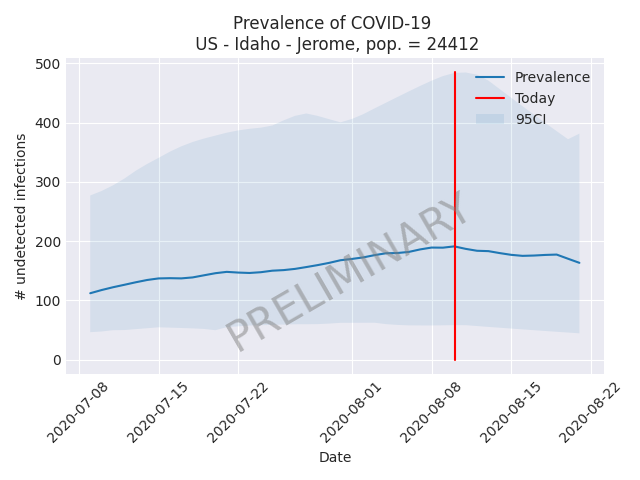 Prevalence of COVID-19
US - Idaho - Jerome, pop. = 24412
500
400
300
200
100
0
# undetected infections
Prevalence
Today
95CI
PRELIMINARY
2020-07-08
2020-07-15
2020-07-22
2020-08-01
2020-08-08
2020-08-15
2020-08-22
Date